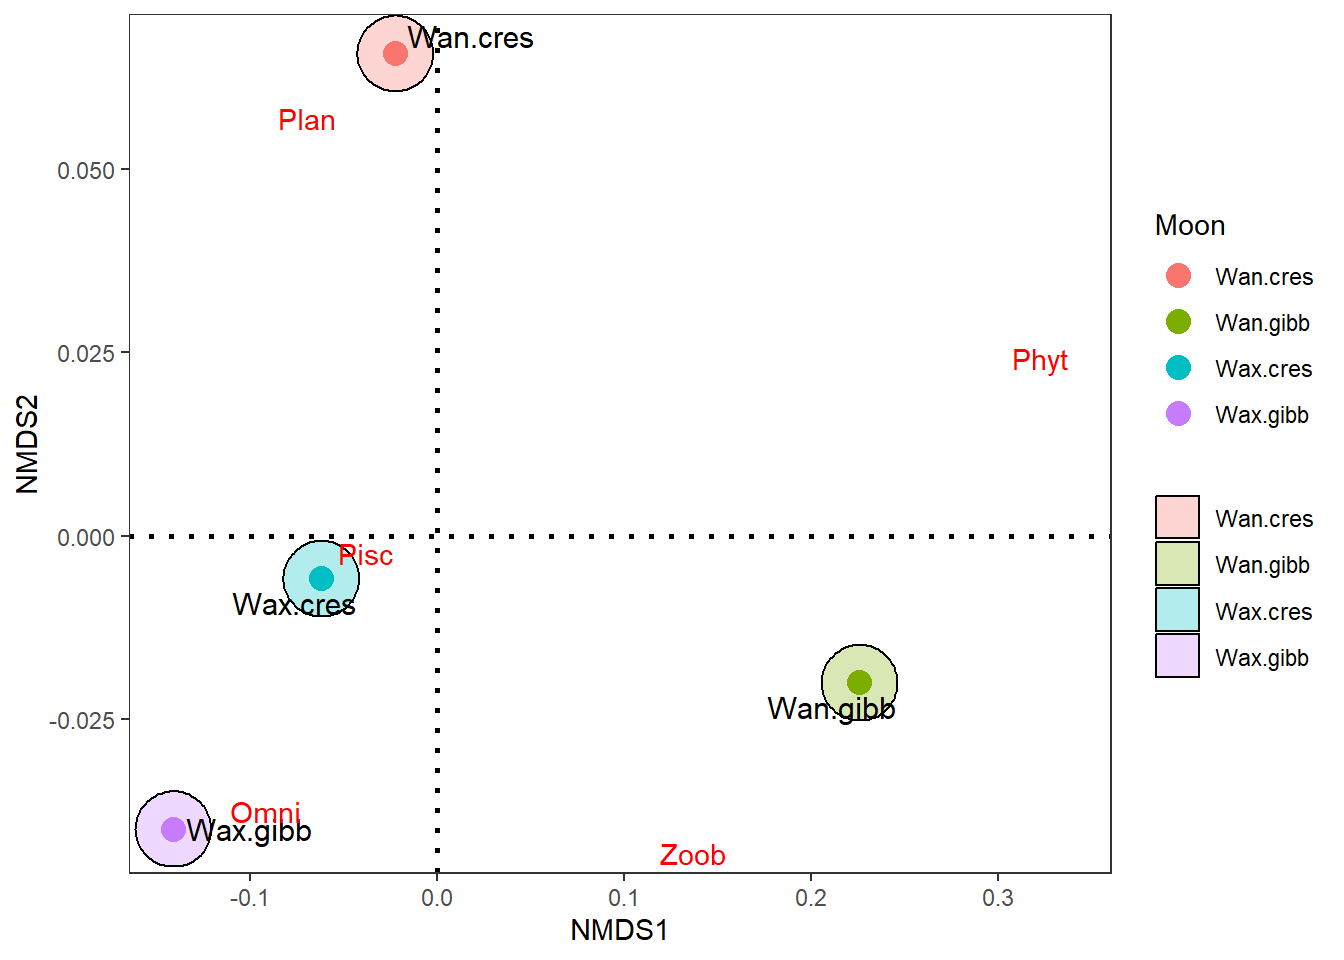 Wan.cres
Plan
0.050
Moon
Wan.cres
Wan.gibb
Wax.cres
Wax.gibb
0.025
Phyt
NMDS2
Wan.cres
Wan.gibb
Wax.cres
Wax.gibb
0.000
Pisc
Wax.cres
Wan.gibb
-0.025
Omni
Wax.gibb
Zoob
-0.1
0.0
0.1
0.2
0.3
NMDS1